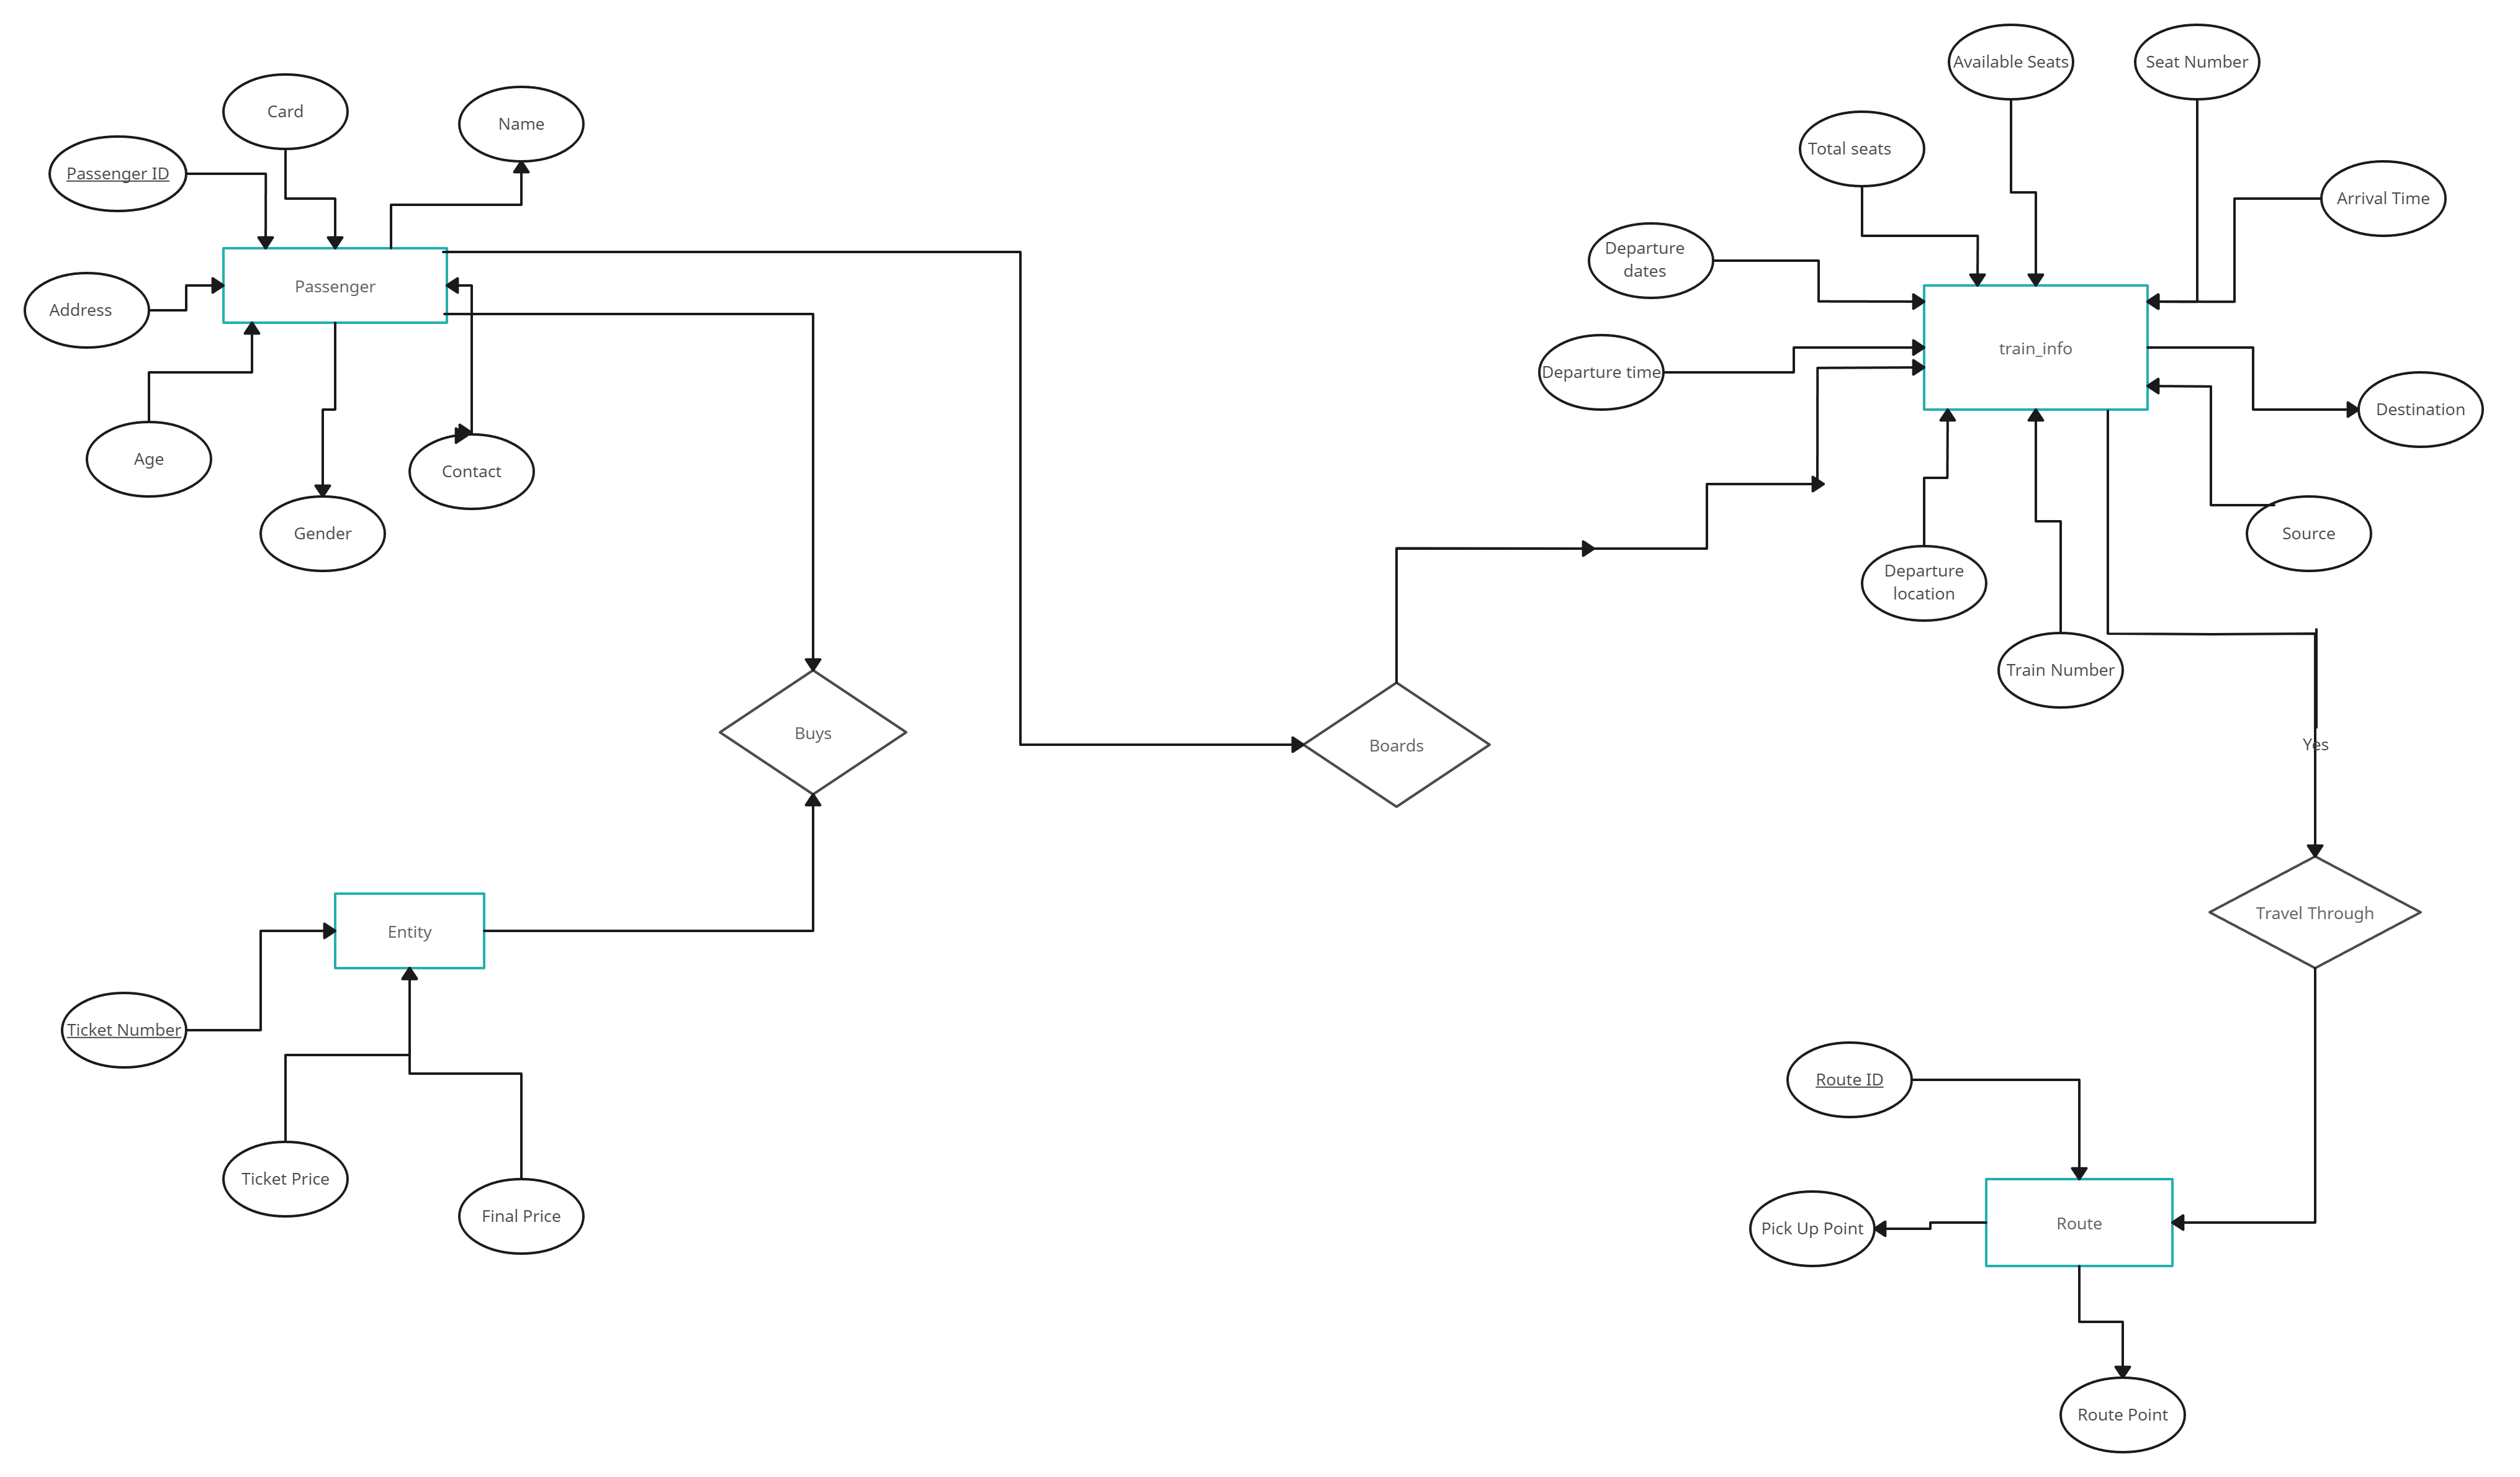 Available Seats
Seat Number
Card
Name
Total seats
Passenger ID
Arrival Time
Departure
dates
Passenger
Address
train_info
Departure time
Destination
Age
Contact
Gender
Source
Departure
location
Train Number
Buys
Boards
Yes
Travel Through
Entity
Ticket Number
Route ID
Ticket Price
Final Price
Pick Up Point
Route
Route Point